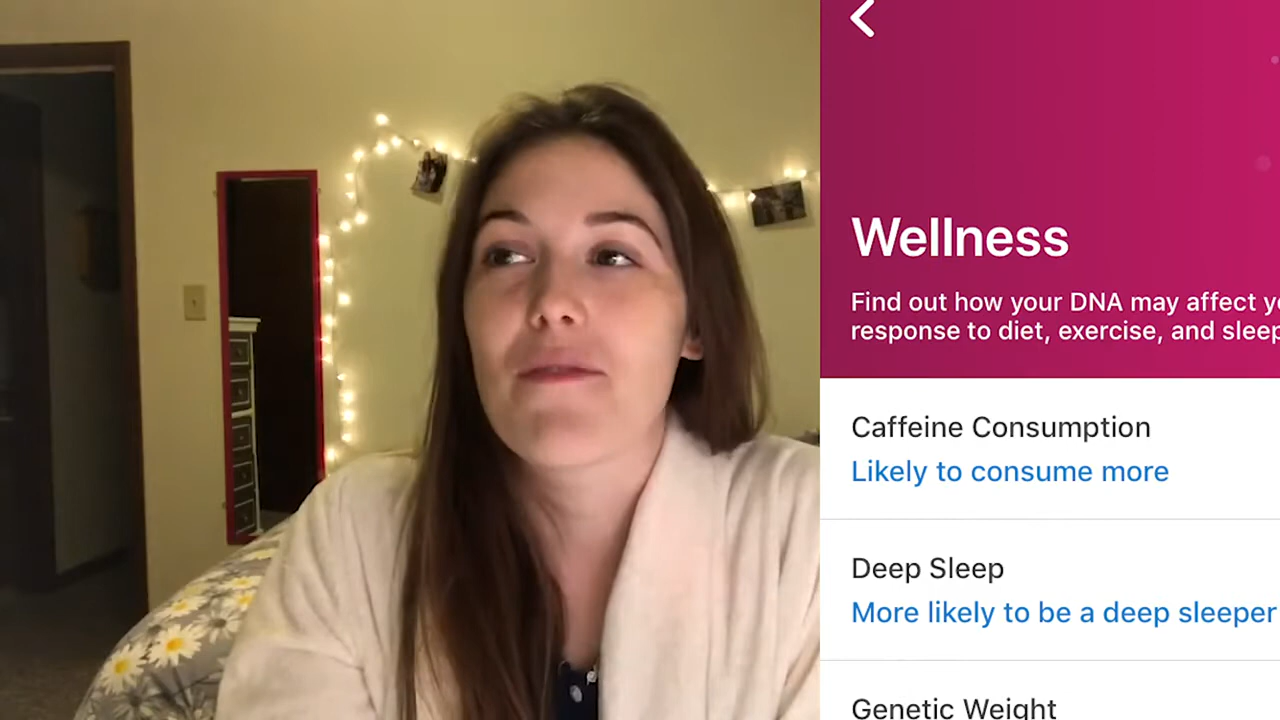 Wellness
Find out how your DNA may affect y
response to diet, exercise, and sleep
Caffeine Consumption
Likely to consume more
Deep Sleep
More likely to be a deep sleeper
Genetic Weight